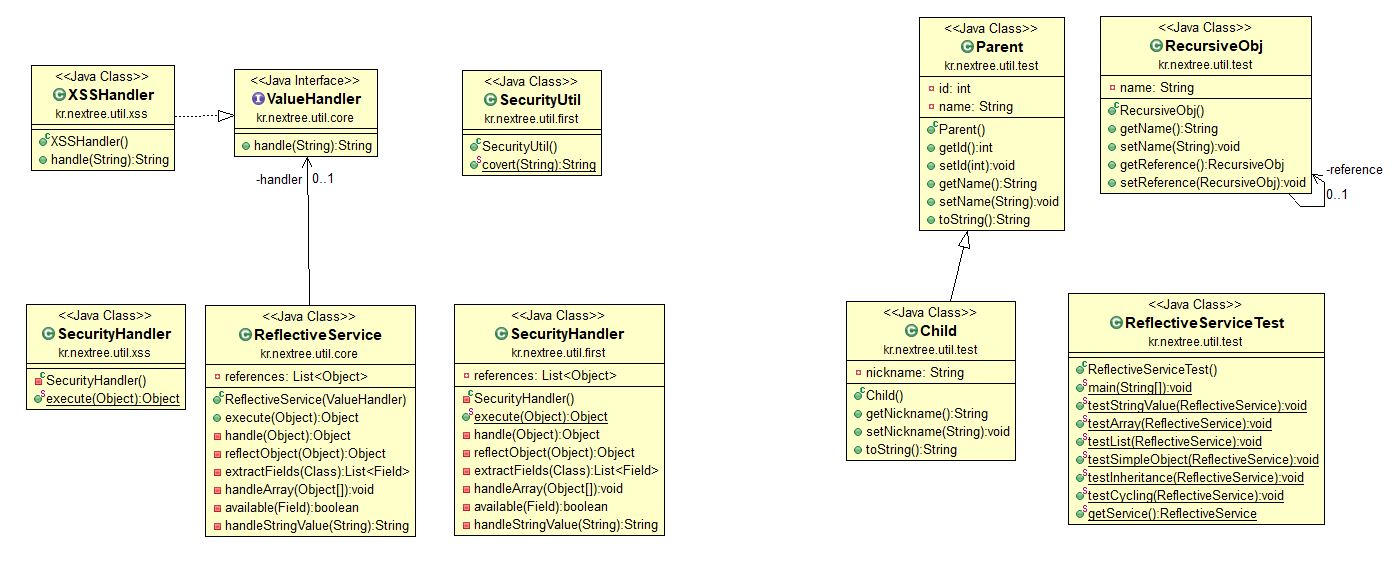 <<Java Class>>
XSSHandler
kr.nextree.util.xss
XSSHandler()
handle(String):String
<<Java Interface>>
ValueHandler
kr.nextree.util.core
handle(String):String
-handler
0..1
<<Java Class>>
SecurityUtil
kr.nextree.util.first
SecurityUtil()
covert(String):String
<<Java Class>>
Parent
kr.nextree.util.test
id: int
name: String
Parent()
getId():int
setId(int):void
getName():String
setName(String):void
toString():String
<<Java Class>>
RecursiveObj
kr.nextree.util.test
name: String
RecursiveObj()
getName():String
setName(String):void
getReference():RecursiveObj
setReference(RecursiveObj):void
-reference
0..1
<<Java Class>>
SecurityHandler
kr.nextree.util.xss
SecurityHandler()
execute(Object):Object
<<Java Class>>
ReflectiveService
kr.nextree.util.core
references: List<Object>
ReflectiveService(ValueHandler)
execute(Object):Object
handle(Object):Object
reflectObject(Object):Object
extractFields(Class):List<Field>
handleArray(Object[]):void
available(Field):boolean
handleStringValue(String):String
<<Java Class>>
SecurityHandler
kr.nextree.util.first
references: List<Object>
SecurityHandler()
execute(Object):Object
handle(Object):Object
reflectObject(Object):Object
extractFields(Class):List<Field>
handleArray(Object[]):void
available(Field):boolean
handleStringValue(String):String
<<Java Class>>
Child
kr.nextree.util.test
nickname: String
Child()
getNickname():String
setNickname(String):void
toString():String
<<Java Class>>
ReflectiveServiceTest
kr.nextree.util.test
ReflectiveServiceTest()
main(String[]):void
testStringValue(ReflectiveService):void
testArray(ReflectiveService):void
testList(ReflectiveService):void
testSimpleObject(ReflectiveService):void
testInheritance(ReflectiveService):void
testCycling(ReflectiveService):void
getService():ReflectiveService